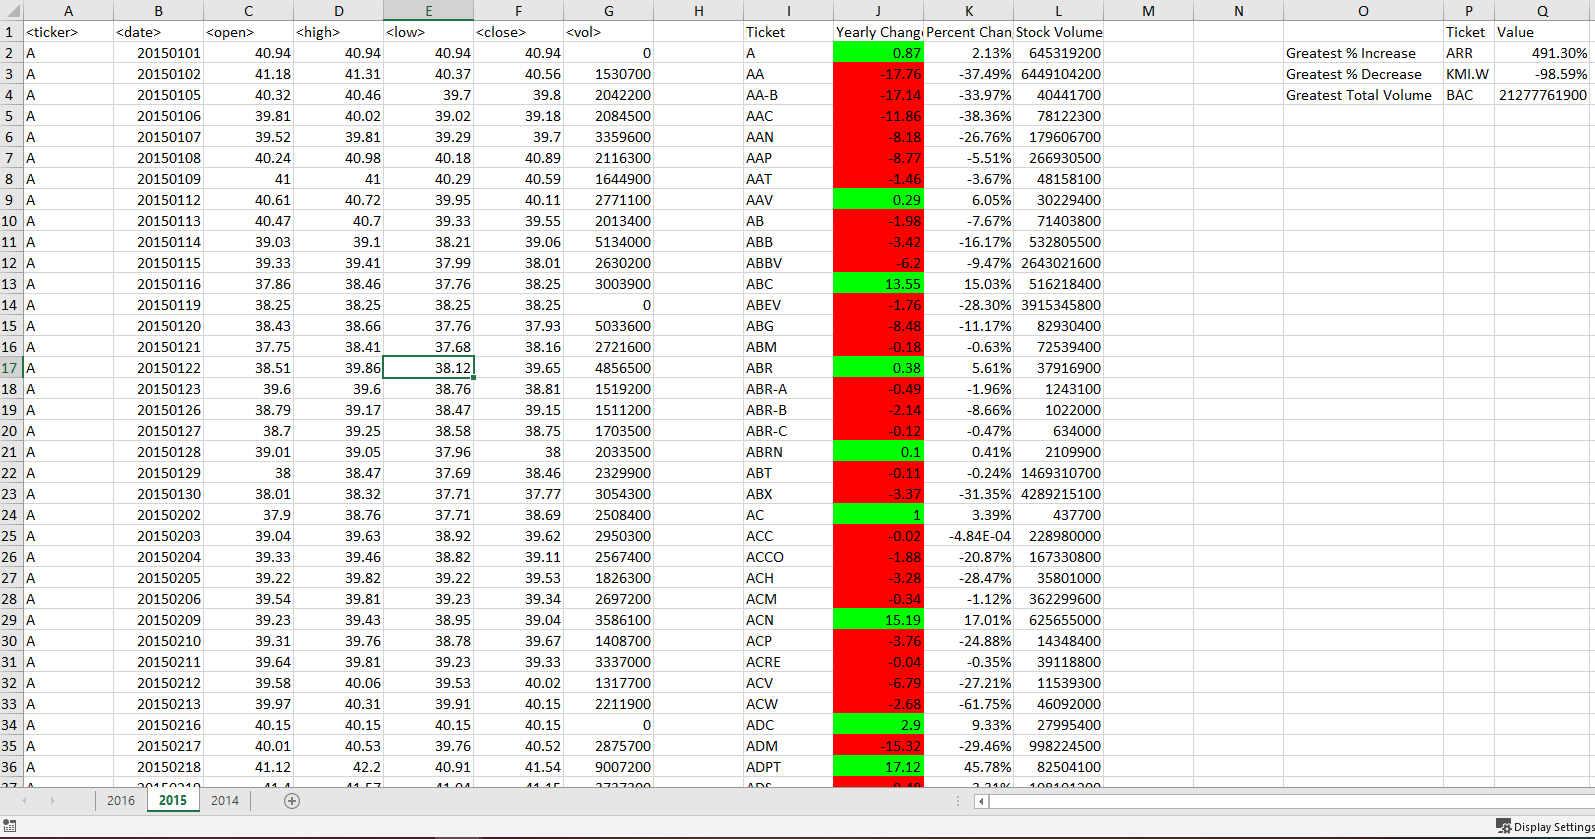 A B C D E F G H I J K L M N O P Q
1 <ticker> <date> <open> <high> <low> <close> <vol> Ticket Yearly Chang Percent Chan Stock Volume Ticket Value
2 A 20150101 40.94 40.94 40.94 40.94 0 A 0.87 2.13% 645319200 Greatest % Increase ARR 491.30%
3 A 20150102 41.18 41.31 40.37 40.56 1530700 AA -17.76 -37.49% 6449104200 Greatest % Decrease KMI.W -98.59%
4 A 20150105 40.32 40.46 39.7 39.8 2042200 AA-B -17.14 -33.97% 40441700 Greatest Total Volume BAC 21277761900
5 A 20150106 39.81 40.02 39.02 39.18 2084500 AAC -11.86 -38.36% 78122300
6 A 20150107 39.52 39.81 39.29 39.7 3359600 AAN -8.18 -26.76% 179606700
7 A 20150108 40.24 40.98 40.18 40.89 2116300 AAP -8.77 -5.51% 266930500
8 A 20150109 41 41 40.29 40.59 1644900 AAT -1.46 -3.67% 48158100
9 A 20150112 40.61 40.72 39.95 40.11 2771100 AAV 0.29 6.05% 30229400
10 A 20150113 40.47 40.7 39.33 39.55 2013400 AB -1.98 -7.67% 71403800
11 A 20150114 39.03 39.1 38.21 39.06 5134000 ABB -3.42 -16.17% 532805500
12 A 20150115 39.33 39.41 37.99 38.01 2630200 ABBV -6.2 -9.47% 2643021600
13 A 20150116 37.86 38.46 37.76 38.25 3003900 ABC 13.55 15.03% 516218400
14 A 20150119 38.25 38.25 38.25 38.25 0 ABEV -1.76 -28.30% 3915345800
15 A 20150120 38.43 38.66 37.76 37.93 5033600 ABG -8.48 -11.17% 82930400
16 A 20150121 37.75 38.41 37.68 38.16 2721600 ABM -0.18 -0.63% 72539400
17 A 20150122 38.51 39.86 38.12 39.65 4856500 ABR 0.38 5.61% 37916900
18 A 20150123 39.6 39.6 38.76 38.81 1519200 ABR-A -0.49 -1.96% 1243100
19 A 20150126 38.79 39.17 38.47 39.15 1511200 ABR-B -2.14 -8.66% 1022000
20 A 20150127 38.7 39.25 38.58 38.75 1703500 ABR-C -0.12 -0.47% 634000
21 A 20150128 39.01 39.05 37.96 38 2033500 ABRN 0.1 0.41% 2109900
22 A 20150129 38 38.47 37.69 38.46 2329900 ABT -0.11 -0.24% 1469310700
23 A 20150130 38.01 38.32 37.71 37.77 3054300 ABX -3.37 -31.35% 4289215100
24 A 20150202 37.9 38.76 37.71 38.69 2508400 AC 1 3.39% 437700
25 A 20150203 39.04 39.63 38.92 39.62 2950300 ACC -0.02 -4.84E-04 228980000
26 A 20150204 39.33 39.46 38.82 39.11 2567400 ACCO -1.88 -20.87% 167330800
27 A 20150205 39.22 39.82 39.22 39.53 1826300 ACH -3.28 -28.47% 35801000
28 A 20150206 39.54 39.81 39.23 39.34 2697200 ACM -0.34 -1.12% 362299600
29 A 20150209 39.23 39.43 38.95 39.04 3586100 ACN 15.19 17.01% 625655000
30 A 20150210 39.31 39.76 38.78 39.67 1408700 ACP -3.76 -24.88% 14348400
31 A 20150211 39.64 39.81 39.23 39.33 3337000 ACRE -0.04 -0.35% 39118800
32 A 20150212 39.58 40.06 39.53 40.02 1317700 ACV -6.79 -27.21% 11539300
33 A 20150213 39.97 40.31 39.91 40.15 2211900 ACW -2.68 -61.75% 46092000
34 A 20150216 40.15 40.15 40.15 40.15 0 ADC 2.9 9.33% 27995400
35 A 20150217 40.01 40.53 39.76 40.52 2875700 ADM -15.32 -29.46% 998224500
36 A 20150218 41.12 42.2 40.91 41.54 9007200 ADPT 17.12 45.78% 82504100
2016 2015 2014
Display Settings